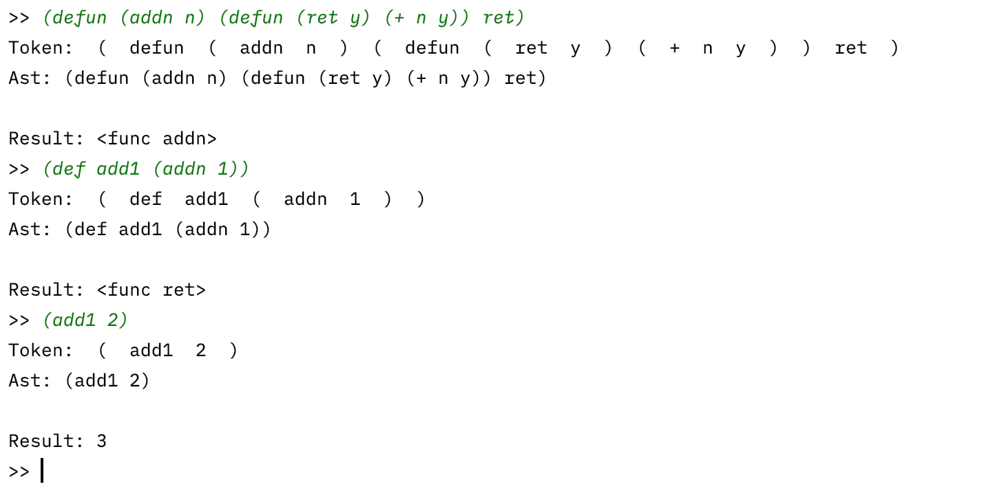 >> (defun (addn n) (defun (ret y) (+ n y)) ret)
Token:  (  defun  (  addn  n  )  (  defun  (  ret  y  )  (  +  n  y  )  )  ret  )
Ast: (defun (addn n) (defun (ret y) (+ n y)) ret)
Result: <func addn>
>> (def add1 (addn 1))
Token:  (  def  add1  (  addn  1  )  )
Ast: (def add1 (addn 1))
Result: <func ret>
>> (add1 2)
Token:  (  add1  2  )
Ast: (add1 2)
Result: 3
>>